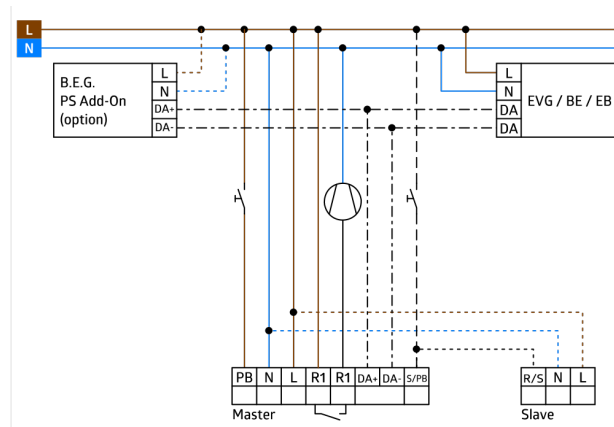 L
N
B.E.G.
PS Add-On
(option)
L
N
DA+
DA-
L
N
DA
DA
EVG / BE / EB
PB N L R1 R1 DA+ DA- S/PB
Master
R/S N L
Slave